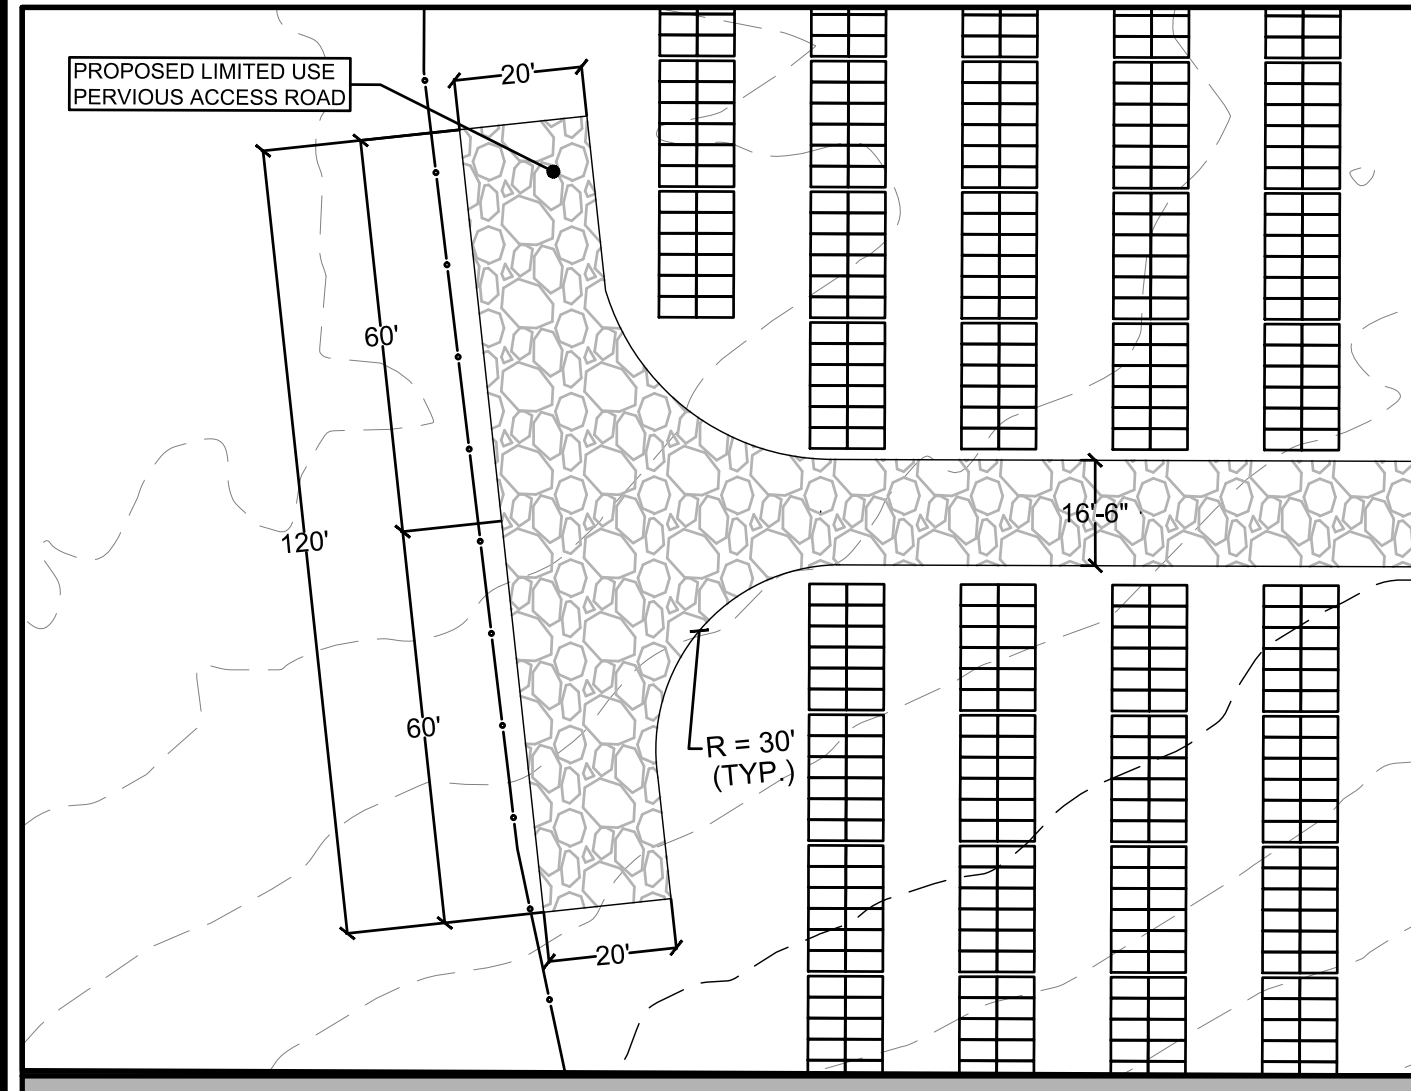 PROPOSED LIMITED USE
PERVIOUS ACCESS ROAD
20'
60'
120'
16'-6"
60'
R = 30'
(TYP.)
20'